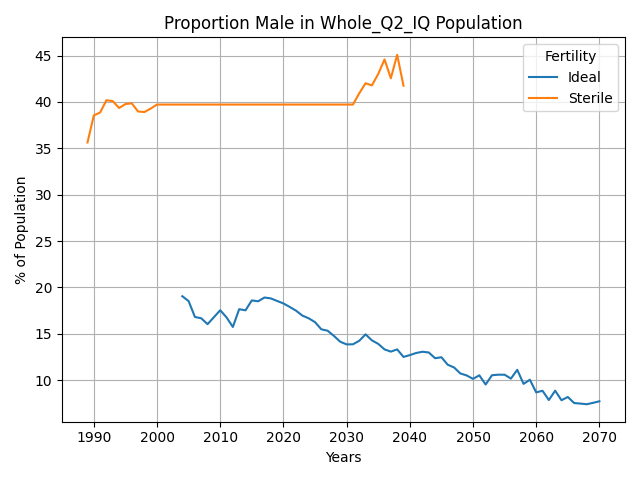 Proportion Male in Whole_Q2_IQ Population
% of Population
45
40
35
30
25
20
15
10
Fertility
Ideal
Sterile
1990 2000 2010 2020 2030 2040 2050 2060 2070
Years